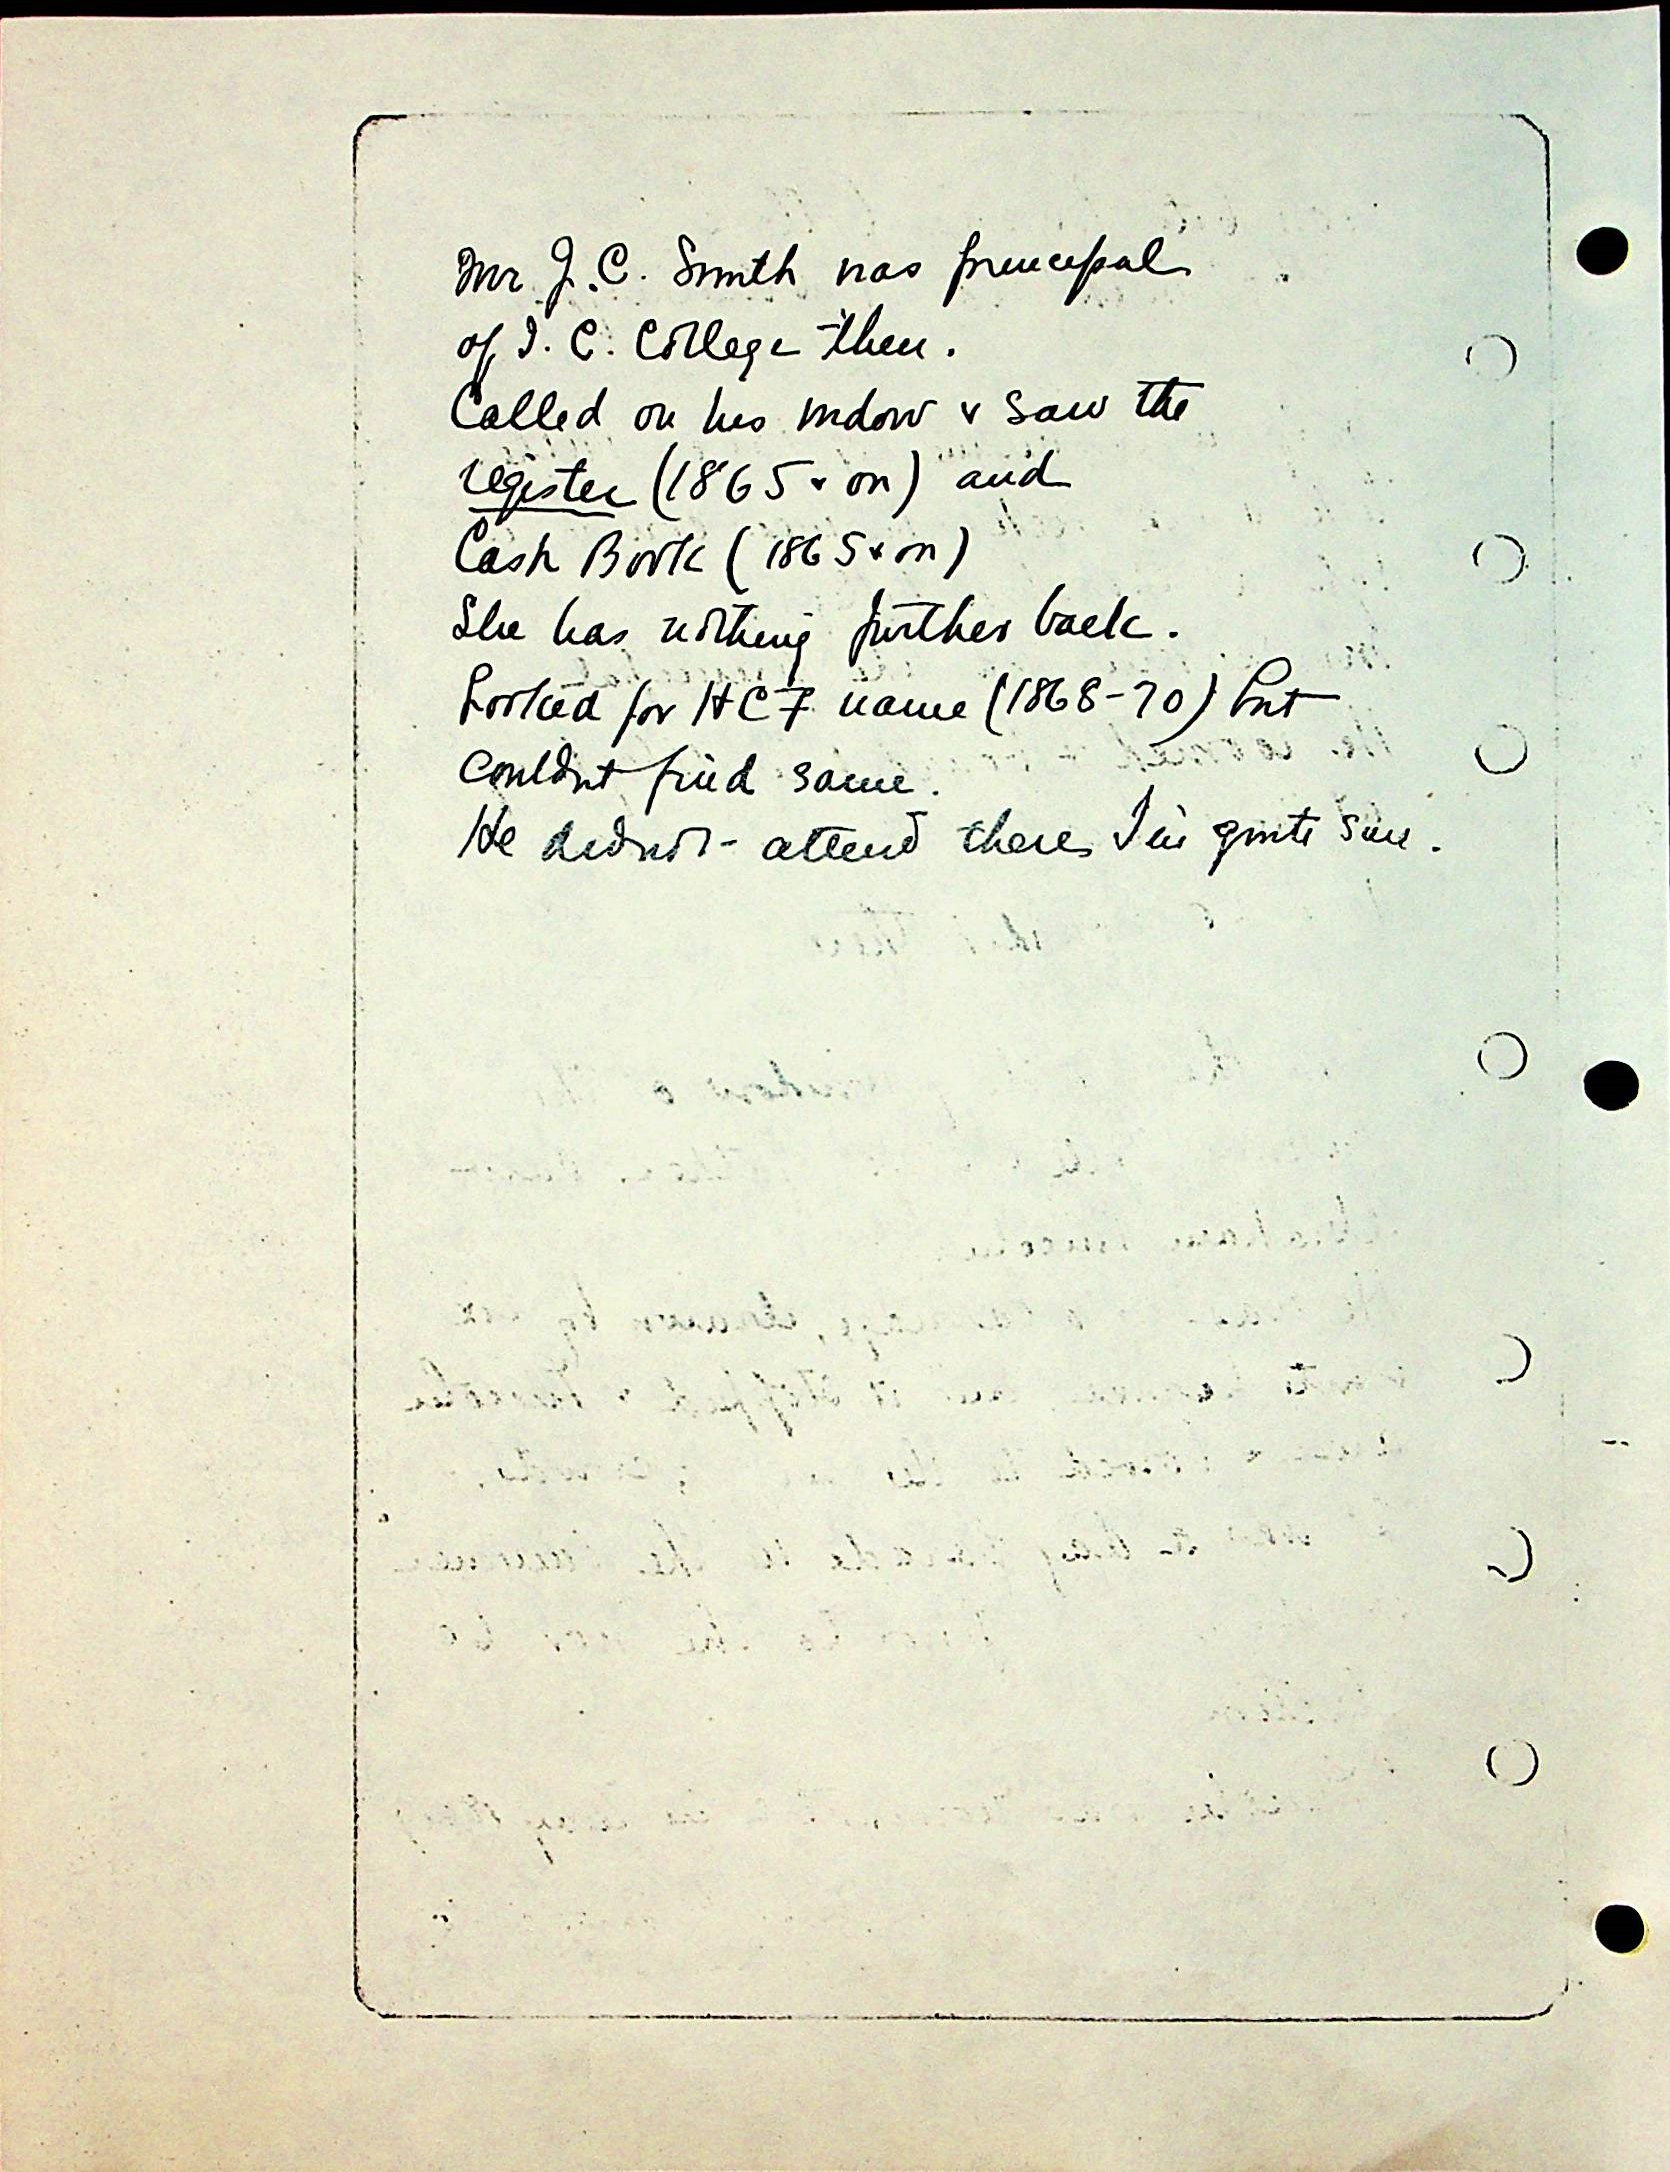 Mr J. C. Smith was principal
of I. C. College then.
Called on his widow & saw the
register (1865 & on) and
Cash Book (1865 & on)
She has nothing further back.
Looked for HCF name (1868-70) but
couldnt find same.
He did not attend there I'm quite sure.